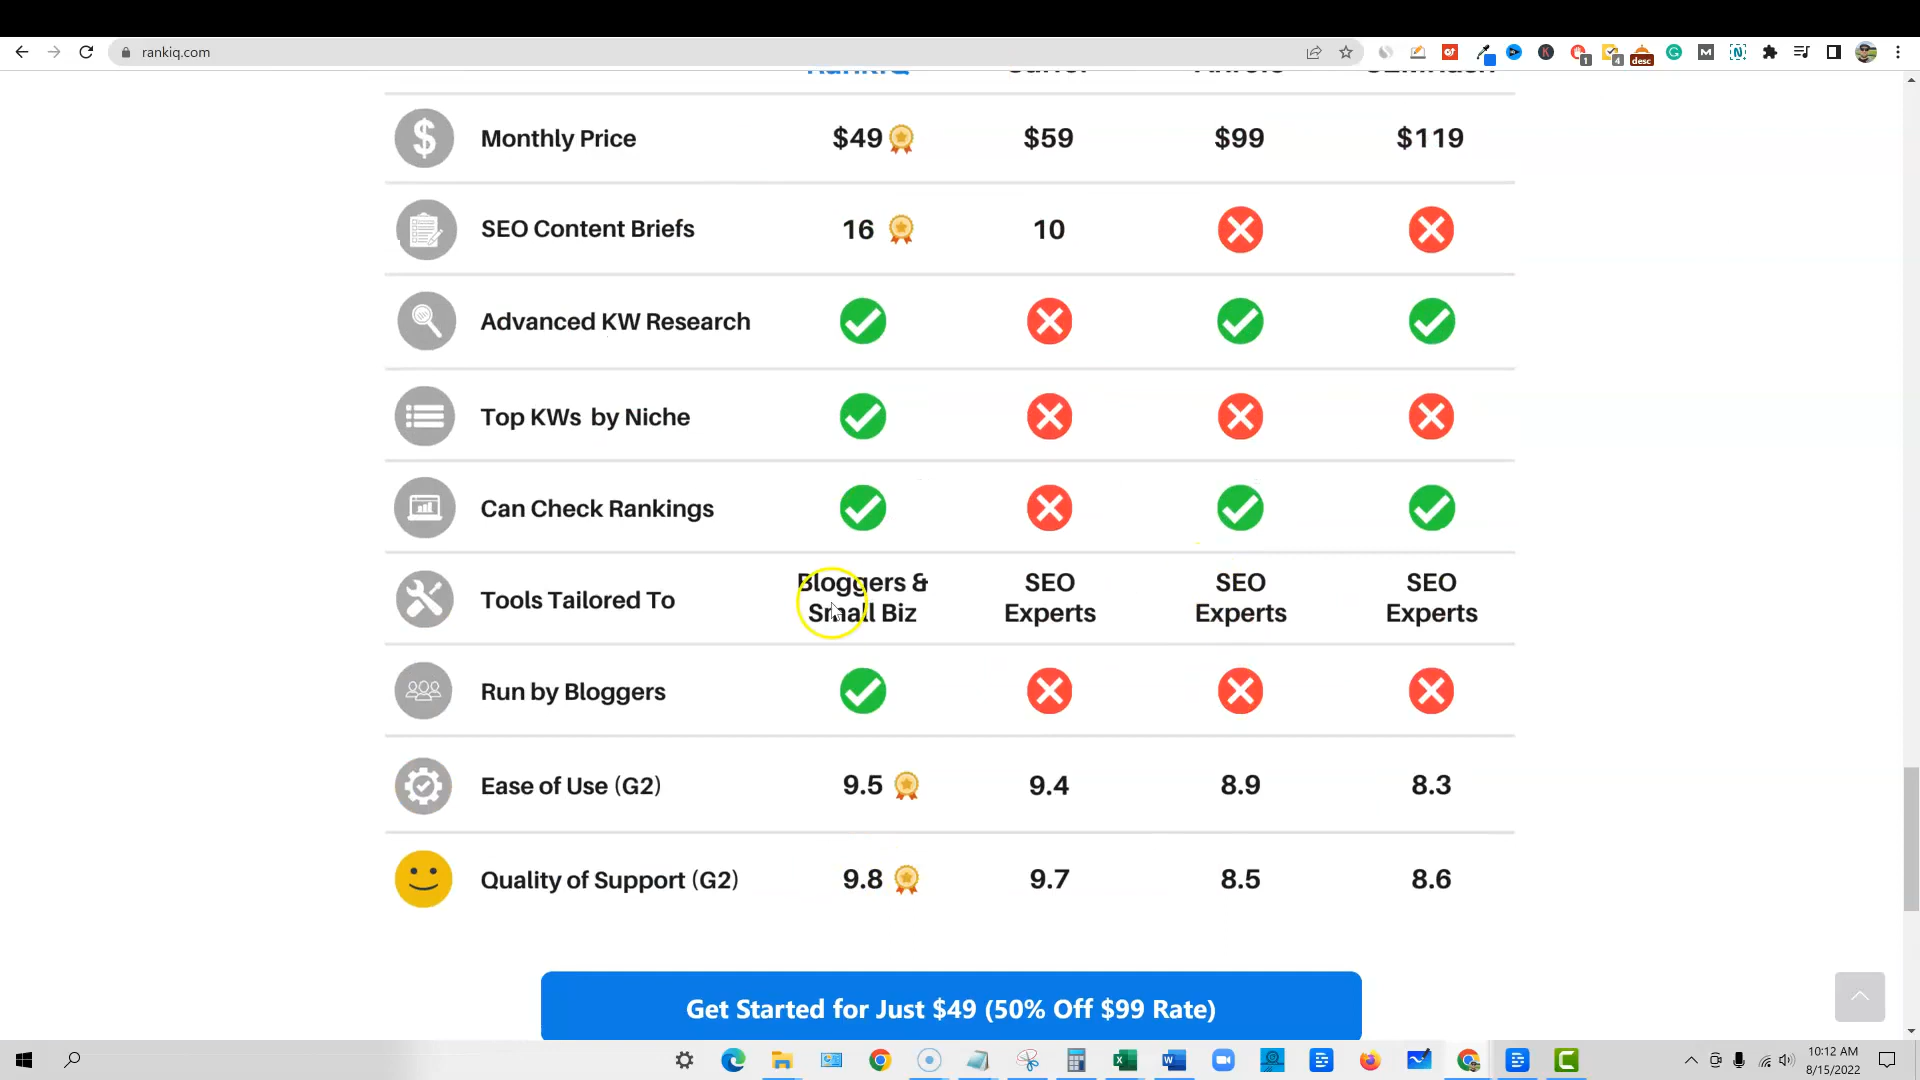 rankiq.com
RankIQ
Monthly Price $49 $59 $99 $119
SEO Content Briefs 16 10
Advanced KW Research
Top KWs by Niche
Can Check Rankings
Tools Tailored To
Bloggers & Small Biz
SEO Experts
SEO Experts
SEO Experts
Run by Bloggers
Ease of Use (G2) 9.5 9.4 8.9 8.3
Quality of Support (G2) 9.8 9.7 8.5 8.6
Get Started for Just $49 (50% Off $99 Rate)
10:12 AM
8/15/2022